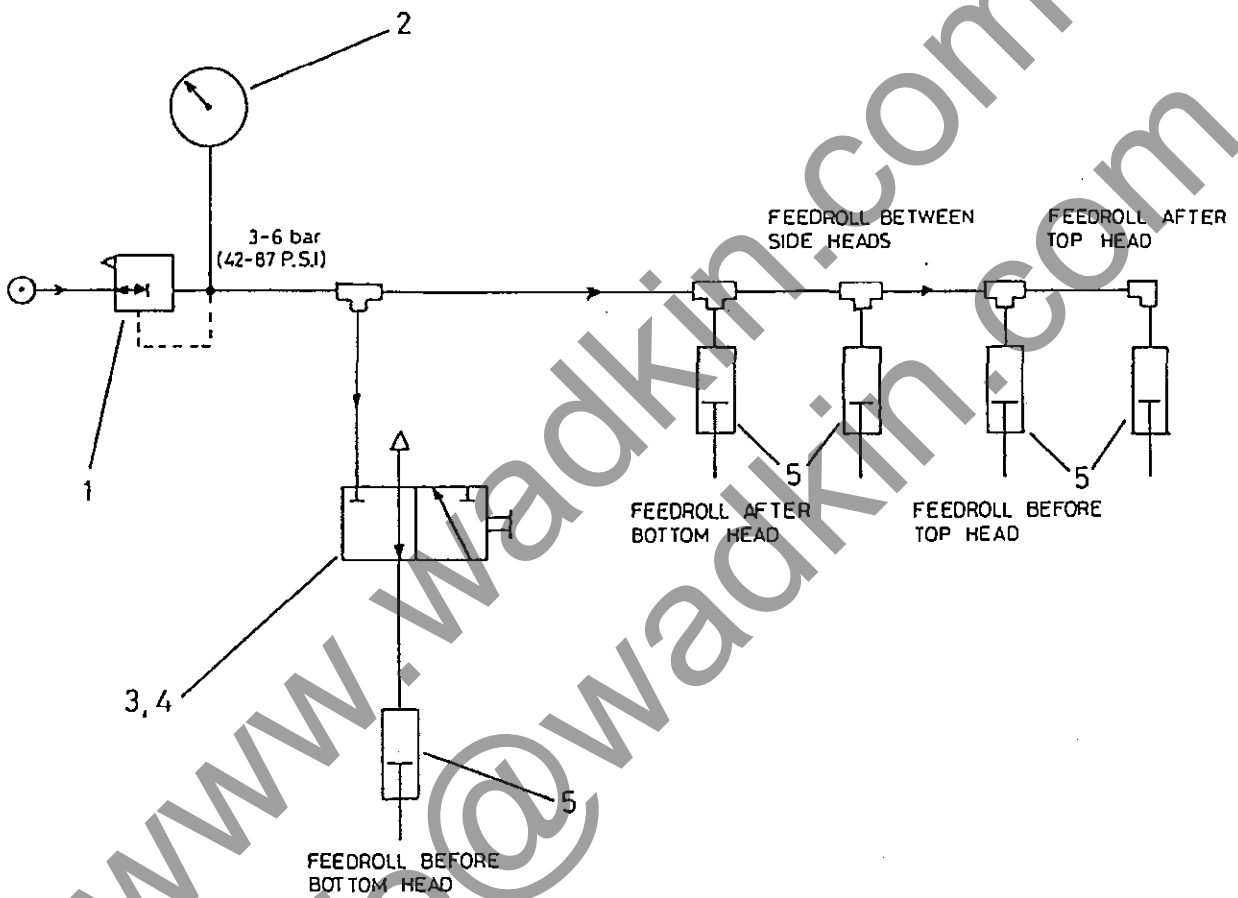 2
3-6 bar
(42-87 P.S.I)
FEEDROLL BETWEEN
SIDE HEADS
FEEDROLL AFTER
TOP HEAD
1
5
5
FEEDROLL AFTER
BOTTOM HEAD
FEEDROLL BEFORE
TOP HEAD
3,4
5
FEEDROLL BEFORE
BOTTOM HEAD
www.wadkin.com
@wadkin.com